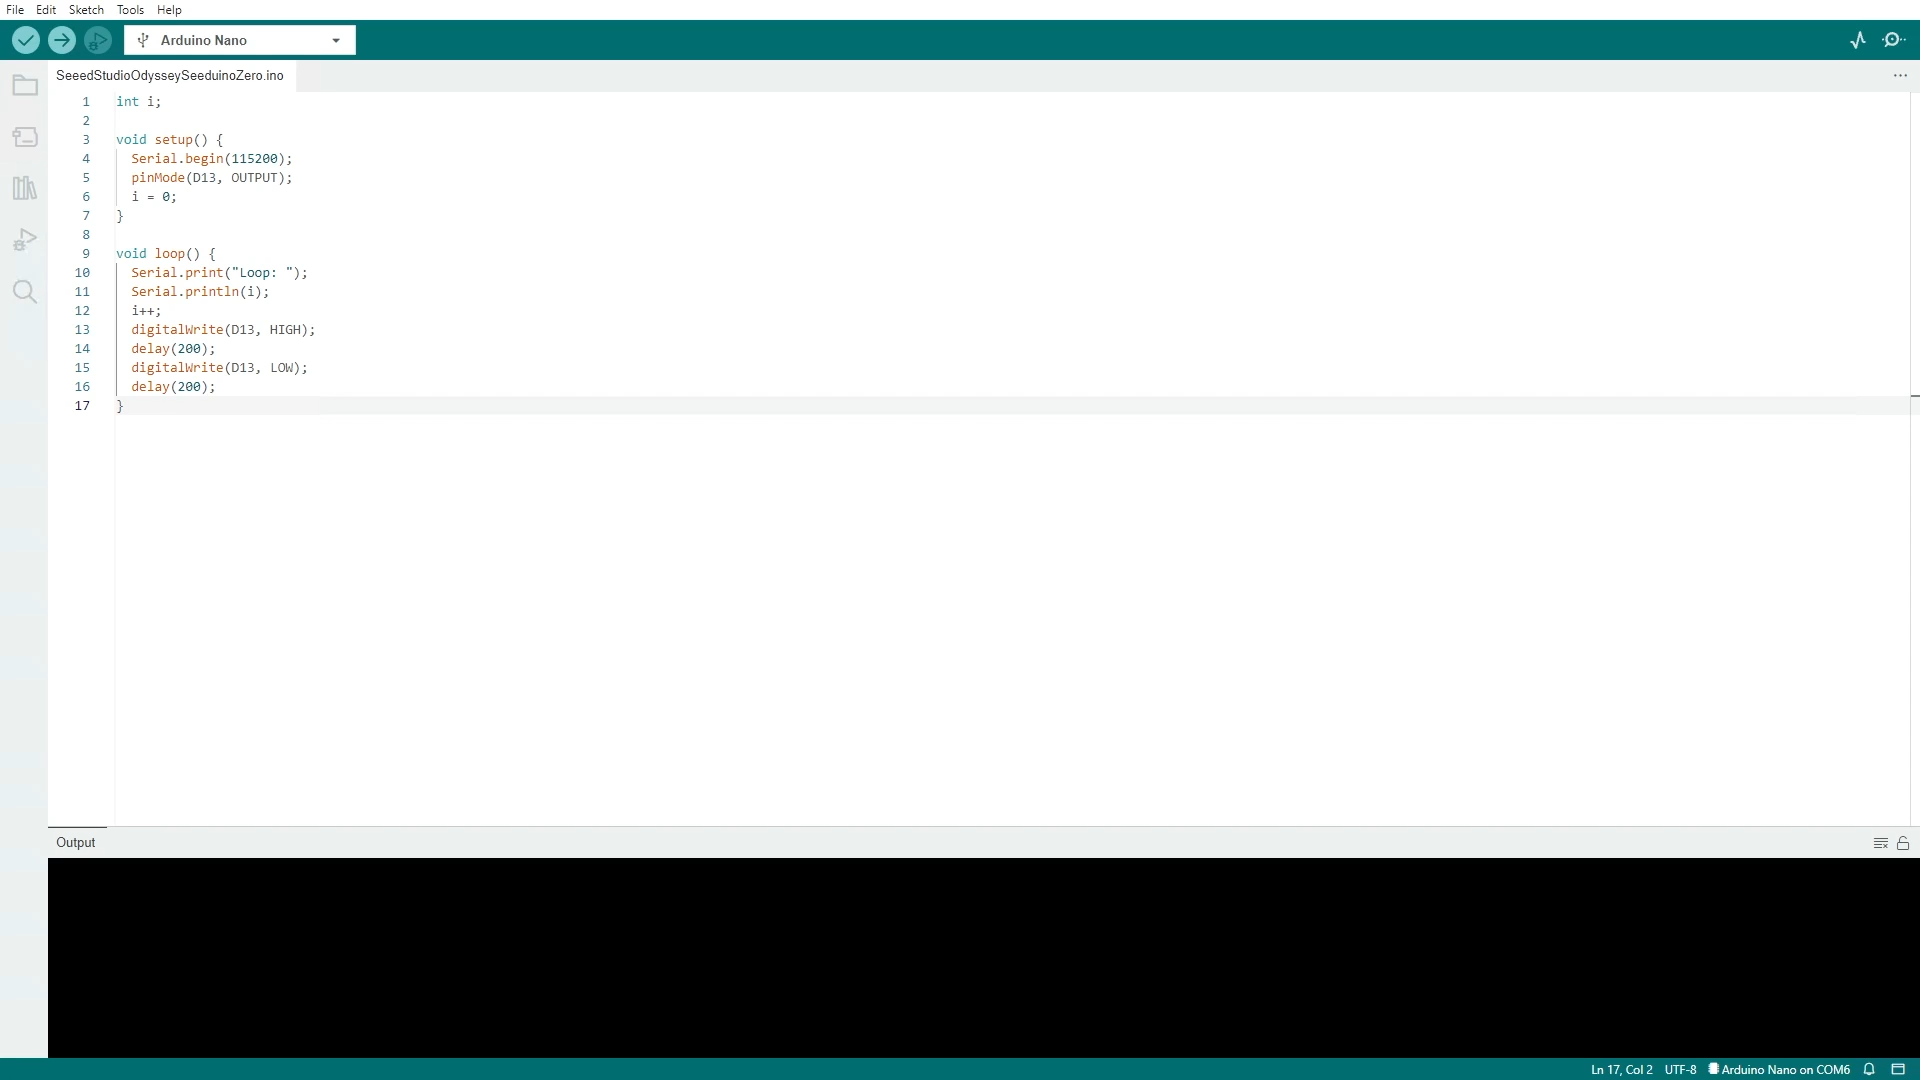 File Edit Sketch Tools Help
Arduino Nano
SeeedStudioOdysseySeeduinoZero.ino
1 int i;
2
3 void setup() {
4 Serial.begin(115200);
5 pinMode(D13, OUTPUT);
6 i = 0;
7 }
8
9 void loop() {
10 Serial.print("Loop: ");
11 Serial.println(i);
12 i++;
13 digitalWrite(D13, HIGH);
14 delay(200);
15 digitalWrite(D13, LOW);
16 delay(200);
17 }
Output
Ln 17, Col 2 UTF-8 Arduino Nano on COM6